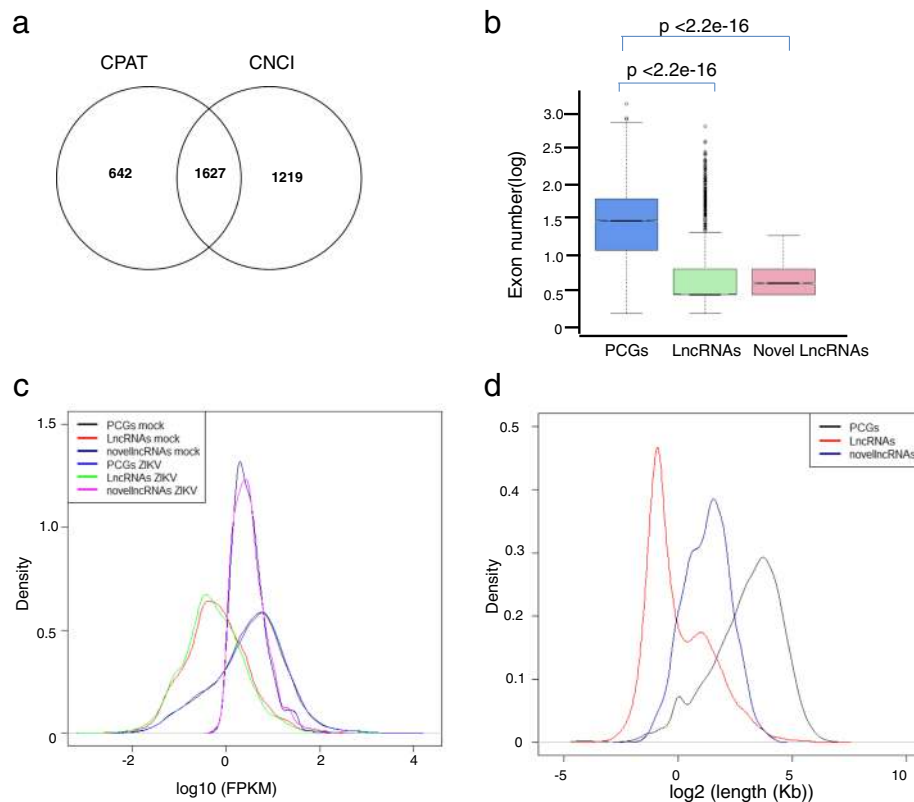 a
CPAT
CNCI
642
1627
1219
b
p <2.2e-16
p <2.2e-16
Exon number(log)
3.0
2.5
2.0
1.5
1.0
0.5
0
PCGs
LncRNAs
Novel LncRNAs
c
PCGs mock
LncRNAs mock
novellncRNAs mock
PCGs ZIKV
LncRNAs ZIKV
novellncRNAs ZIKV
Density
1.5
1.0
0.5
0
-2
0
2
4
log10 (FPKM)
d
PCGs
LncRNAs
novellncRNAs
Density
0.5
0.4
0.3
0.2
0.1
0
-5
0
5
10
log2 (length (Kb))